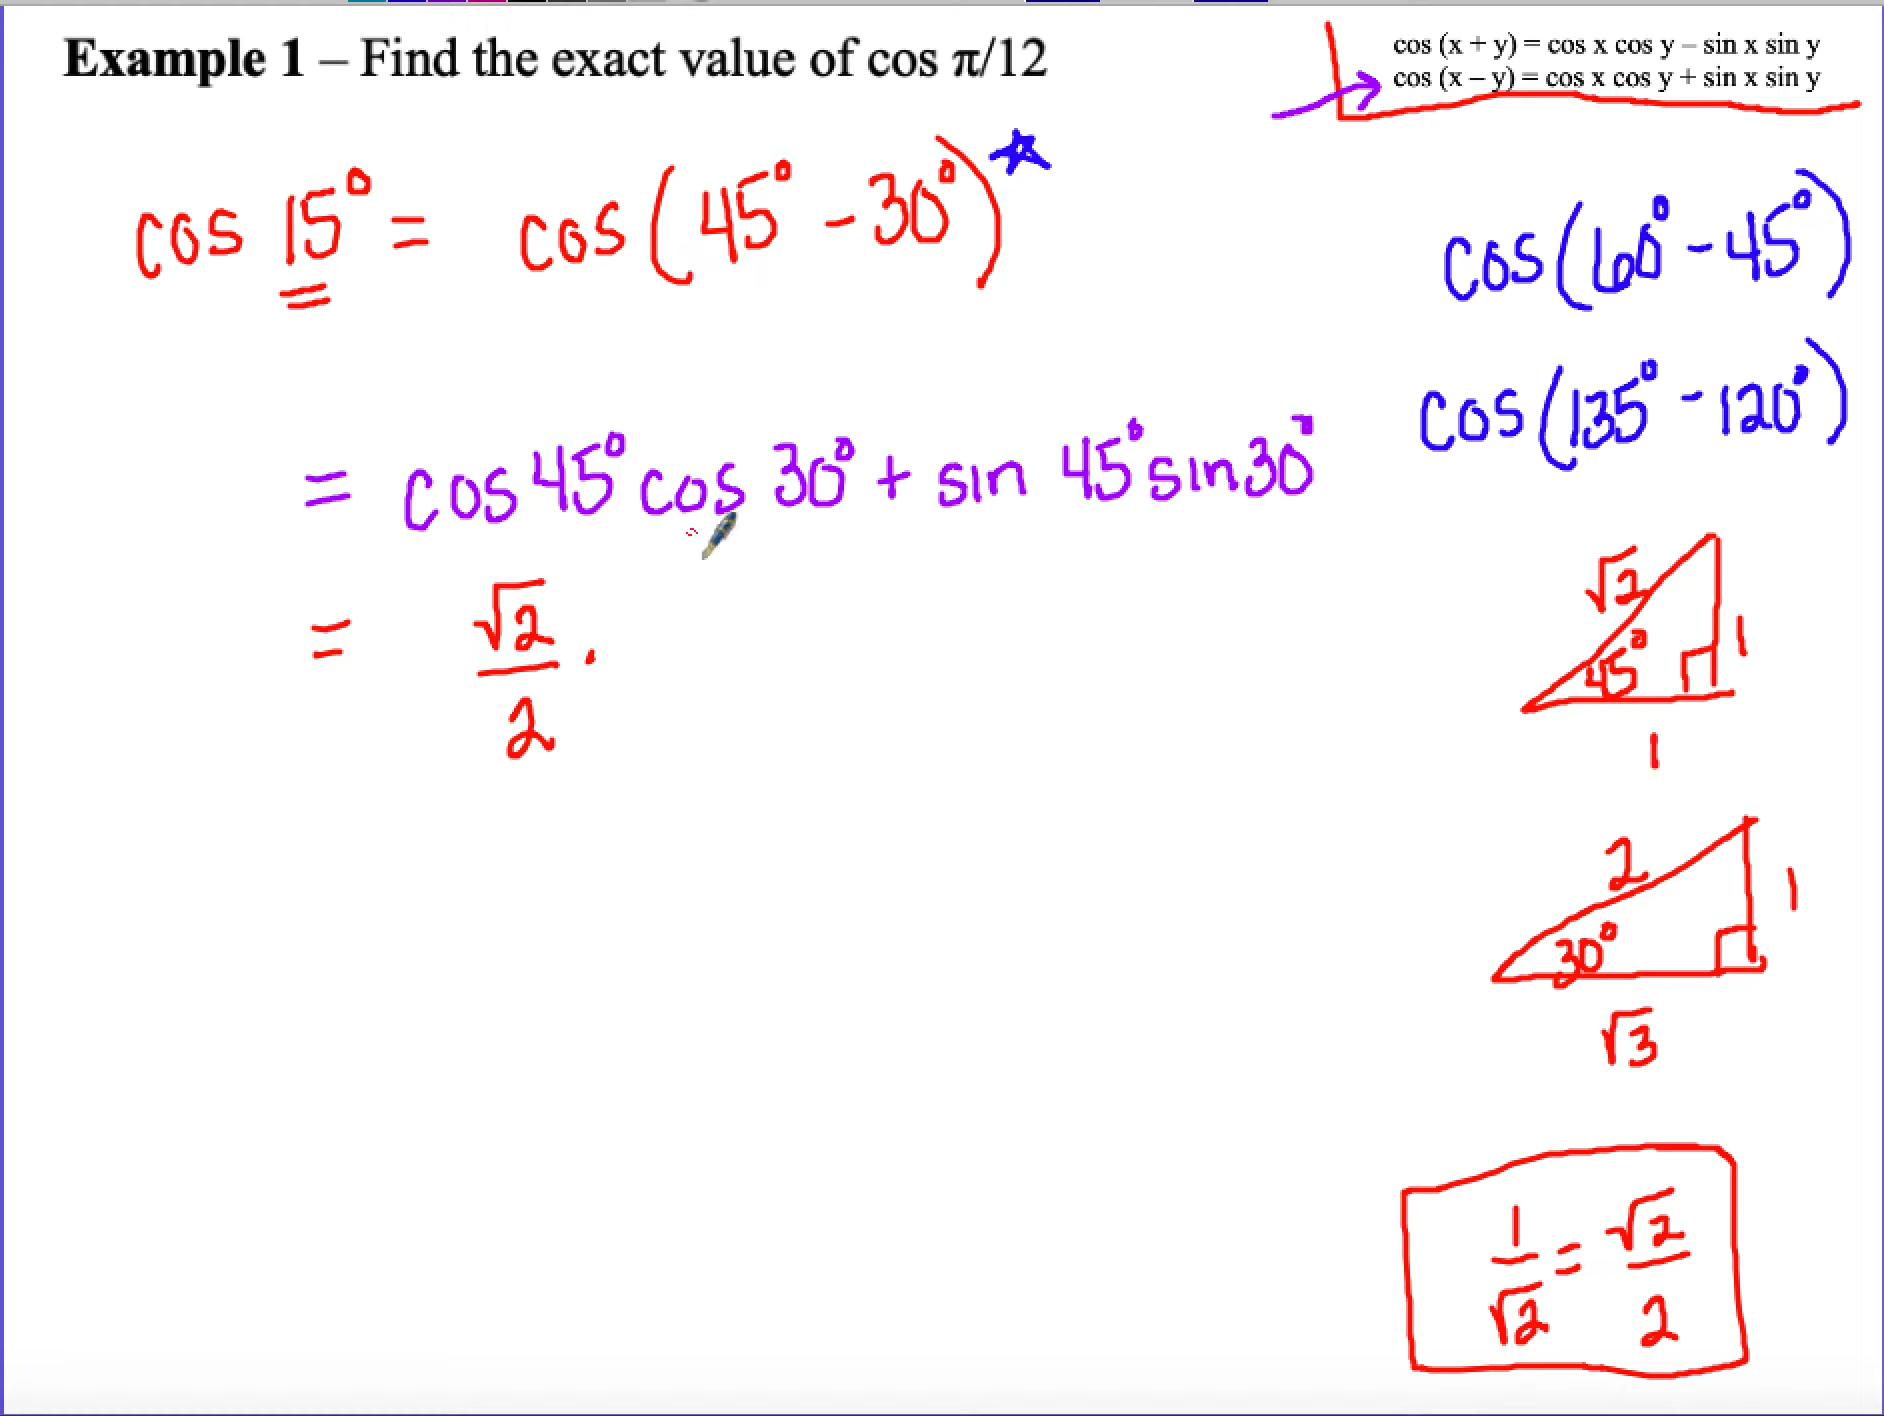 Example 1 – Find the exact value of cos π/12
cos (x + y) = cos x cos y – sin x sin y
cos (x – y) = cos x cos y + sin x sin y
cos 15° = cos(45° - 30°)
cos(60° - 45°)
cos(135° - 120°)
= cos 45° cos 30° + sin 45° sin 30°
= √2/2 ·
√2
45°
1
1
2
1
30°
√3
1/√2 = √2/2